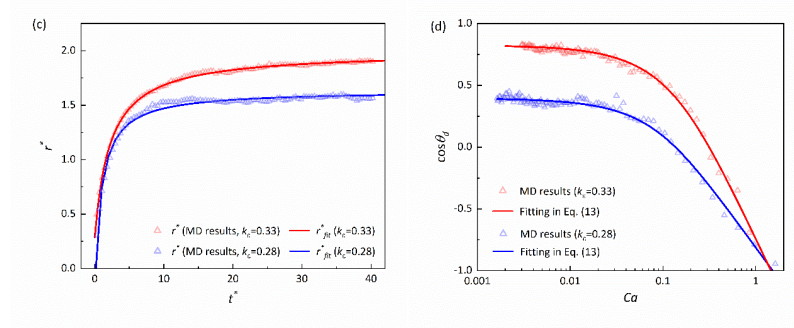 (c)
2.0
1.5
1.0
0.5
0.0
r*
0
10
20
30
40
t*
r* (MD results, kc=0.33)
r*fit (kc=0.33)
r* (MD results, kc=0.28)
r*fit (kc=0.28)
(d)
1.0
0.5
0.0
-0.5
-1.0
cosθd
0.001
0.01
0.1
1
Ca
MD results (kc=0.33)
Fitting in Eq. (13)
MD results (kc=0.28)
Fitting in Eq. (13)